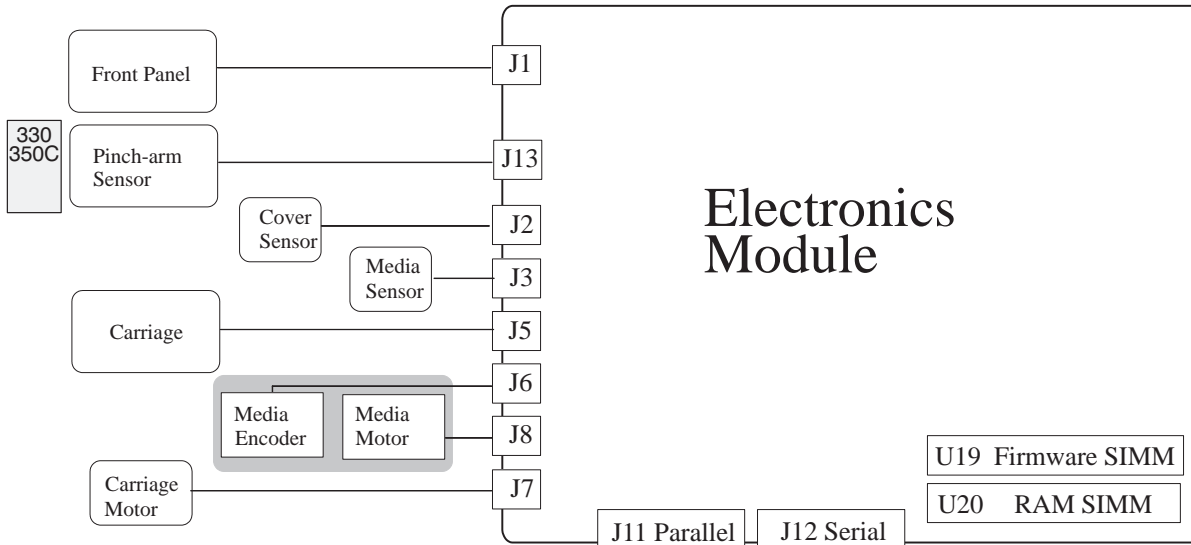 Front Panel
J1
330
350C
Pinch-arm
Sensor
J13
Cover
Sensor
J2
Media
Sensor
J3
Carriage
J5
Media
Encoder
J6
Media
Motor
J8
Carriage
Motor
J7
Electronics
Module
U19 Firmware SIMM
U20 RAM SIMM
J11 Parallel
J12 Serial